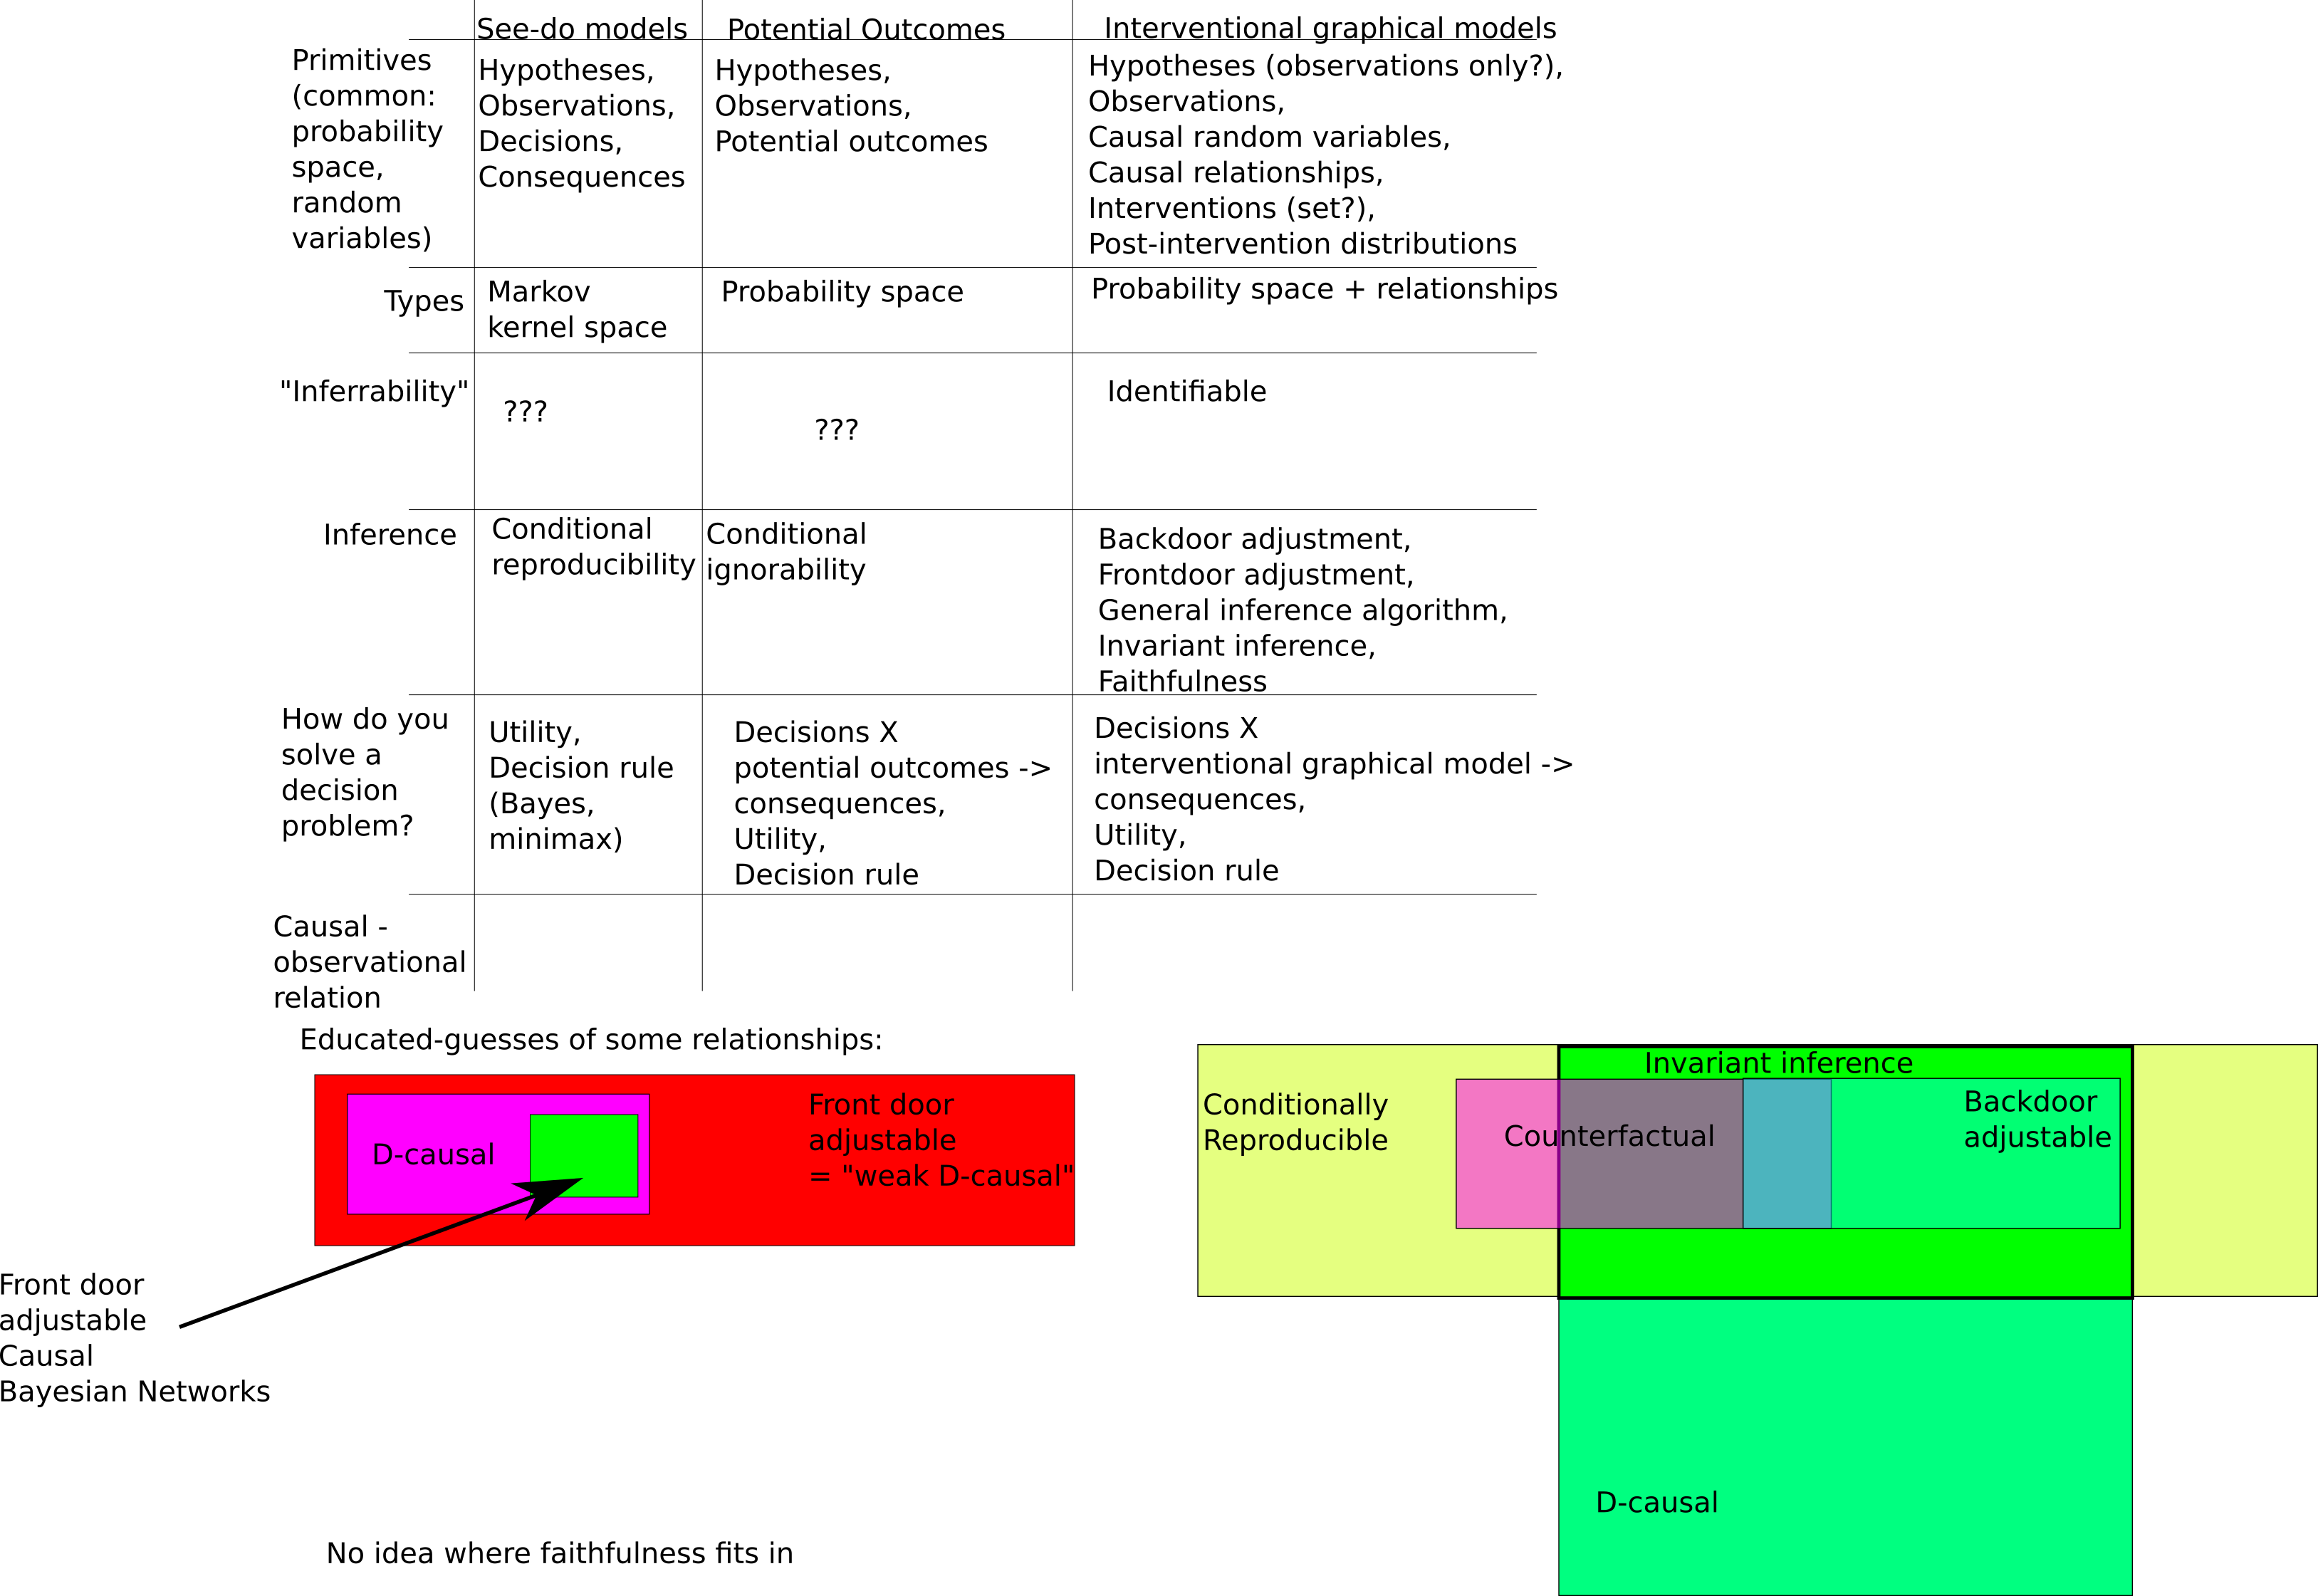 See-do models
Potential Outcomes
Interventional graphical models
Primitives
(common:
probability
space,
random
variables)
Hypotheses,
Observations,
Decisions,
Consequences
Hypotheses,
Observations,
Potential outcomes
Hypotheses (observations only?),
Observations,
Causal random variables,
Causal relationships,
Interventions (set?),
Post-intervention distributions
Types
Markov
kernel space
Probability space
Probability space + relationships
"Inferrability"
???
???
Identifiable
Inference
Conditional
reproducibility
Conditional
ignorability
Backdoor adjustment,
Frontdoor adjustment,
General inference algorithm,
Invariant inference,
Faithfulness
How do you
solve a
decision
problem?
Utility,
Decision rule
(Bayes,
minimax)
Decisions X
potential outcomes ->
consequences,
Utility,
Decision rule
Decisions X
interventional graphical model ->
consequences,
Utility,
Decision rule
Causal -
observational
relation
Educated-guesses of some relationships:
D-causal
Front door
adjustable
= "weak D-causal"
Front door
adjustable
Causal
Bayesian Networks
Invariant inference
Conditionally
Reproducible
Counterfactual
Backdoor
adjustable
D-causal
No idea where faithfulness fits in